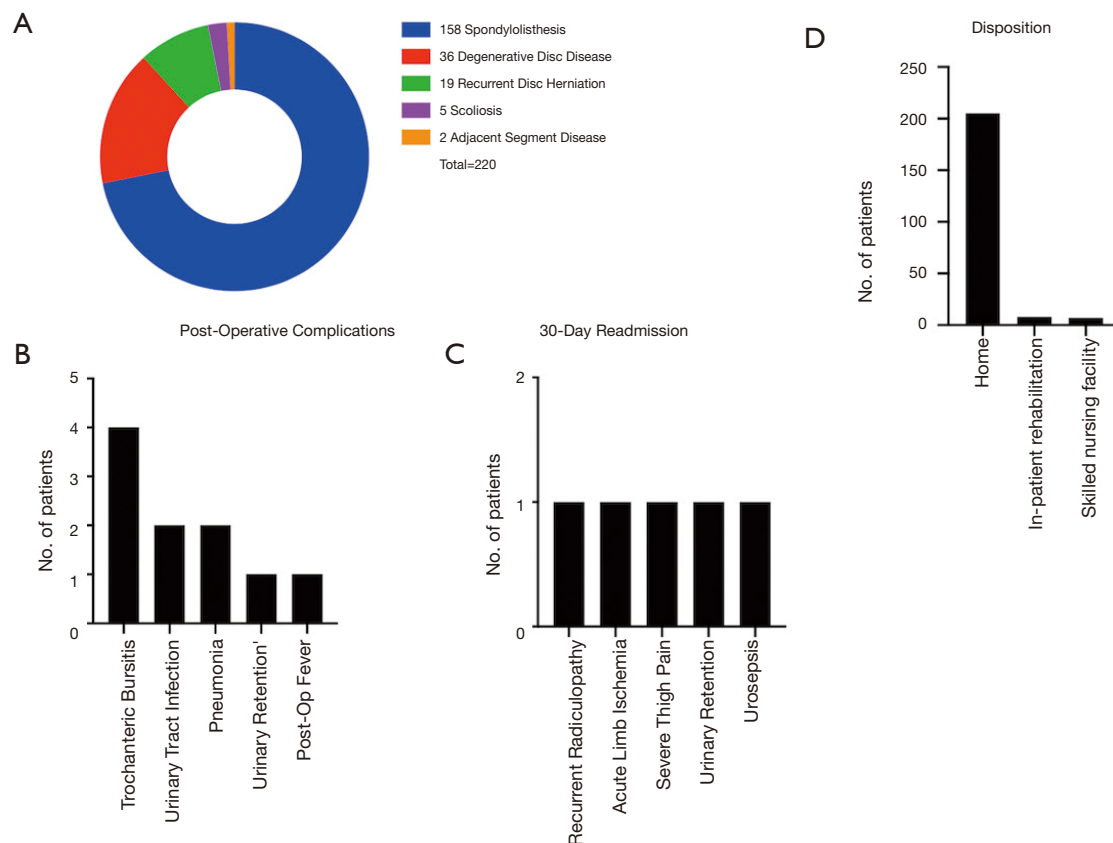 A
158 Spondylolisthesis
36 Degenerative Disc Disease
19 Recurrent Disc Herniation
5 Scoliosis
2 Adjacent Segment Disease
Total=220
D
Disposition
No. of patients
250
200
150
100
50
0
Home
In-patient rehabilitation
Skilled nursing facility
B
Post-Operative Complications
No. of patients
5
4
3
2
1
0
Trochanteric Bursitis
Urinary Tract Infection
Pneumonia
Urinary Retention'
Post-Op Fever
C
30-Day Readmission
No. of patients
2
1
0
Recurrent Radiculopathy
Acute Limb Ischemia
Severe Thigh Pain
Urinary Retention
Urosepsis